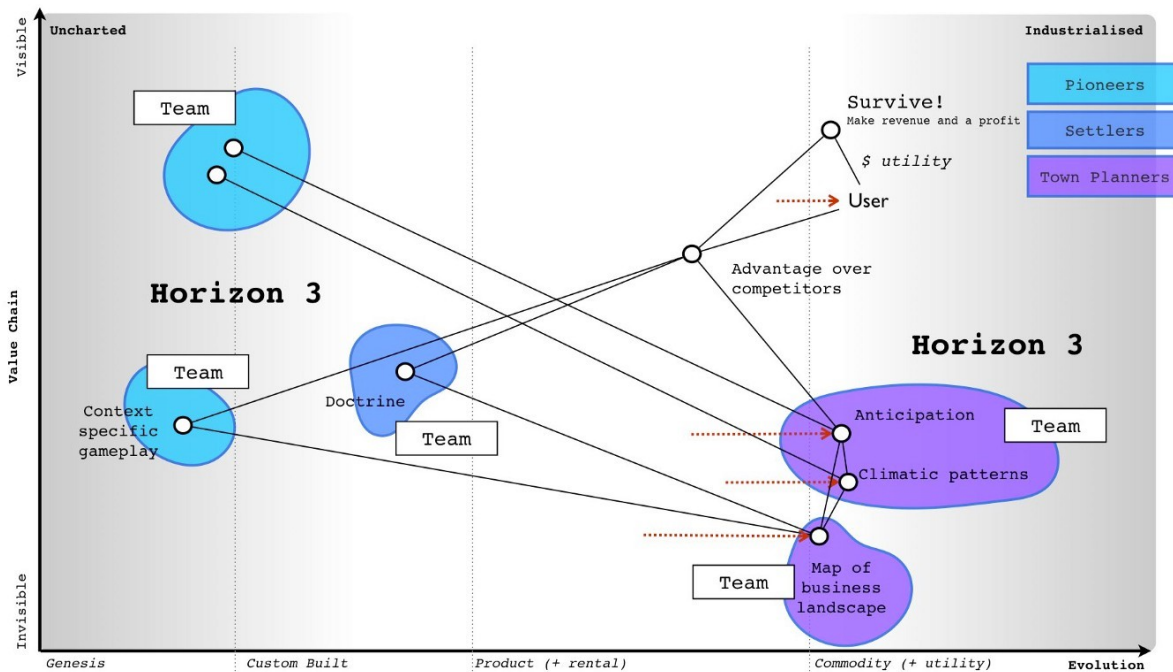 Uncharted
Industrialised
Visible
Value Chain
Invisible
Pioneers
Settlers
Town Planners
Team
Survive!
Make revenue and a profit
$ utility
User
Advantage over
competitors
Horizon 3
Horizon 3
Team
Context
specific
gameplay
Doctrine
Team
Anticipation
Team
Climatic patterns
Team
Map of
business
landscape
Genesis
Custom Built
Product (+ rental)
Commodity (+ utility)
Evolution